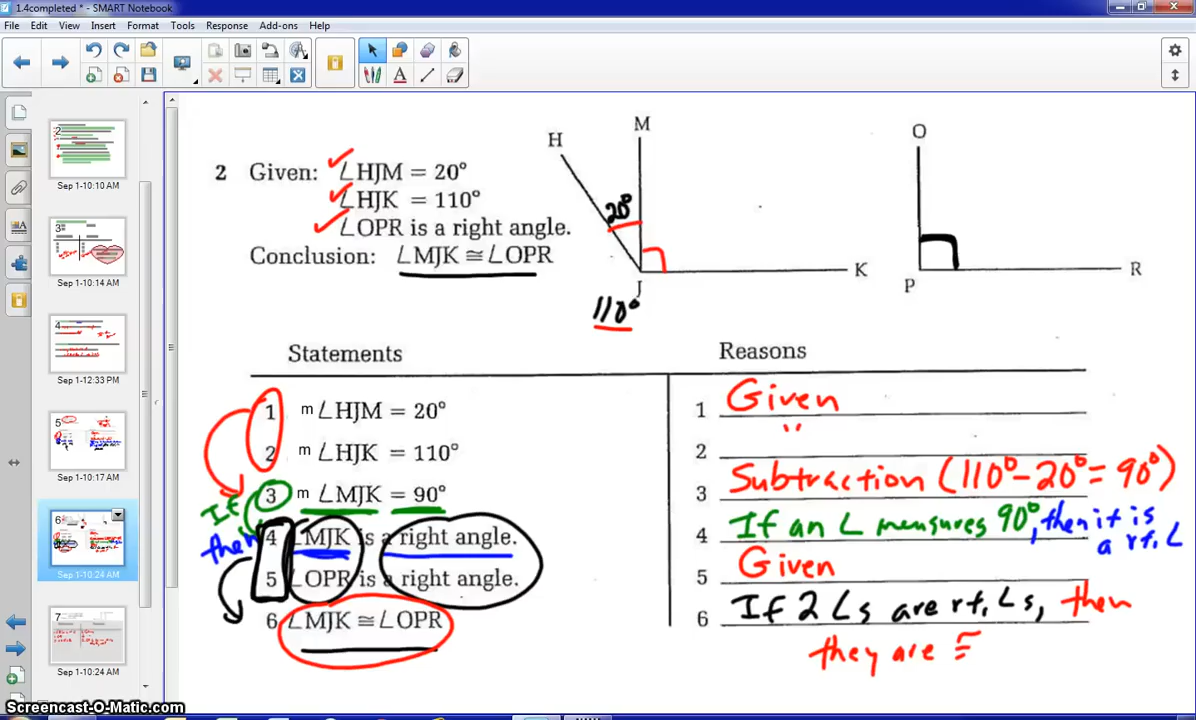 1.4completed * - SMART Notebook
File Edit View Insert Format Tools Response Add-ons Help
2
Sep 1-10:10 AM
3
Sep 1-10:14 AM
4
Sep 1-12:33 PM
5
Sep 1-10:17 AM
6
Sep 1-10:24 AM
7
Sep 1-10:24 AM
2 Given: ∠HJM = 20°
∠HJK = 110°
∠OPR is a right angle.
Conclusion: ∠MJK ≅ ∠OPR
H
M
20°
K
J
110°
O
P
R
Statements
Reasons
1 m ∠HJM = 20°
1 Given
2 m ∠HJK = 110°
2 "
3 m ∠MJK = 90°
3 Subtraction (110° - 20° = 90°)
If
then
4 ∠MJK is a right angle.
4 If an ∠ measures 90°, then it is
a rt. ∠
5 ∠OPR is a right angle.
5 Given
6 ∠MJK ≅ ∠OPR
6 If 2 ∠s are rt. ∠s, then
they are ≅
Screencast-O-Matic.com